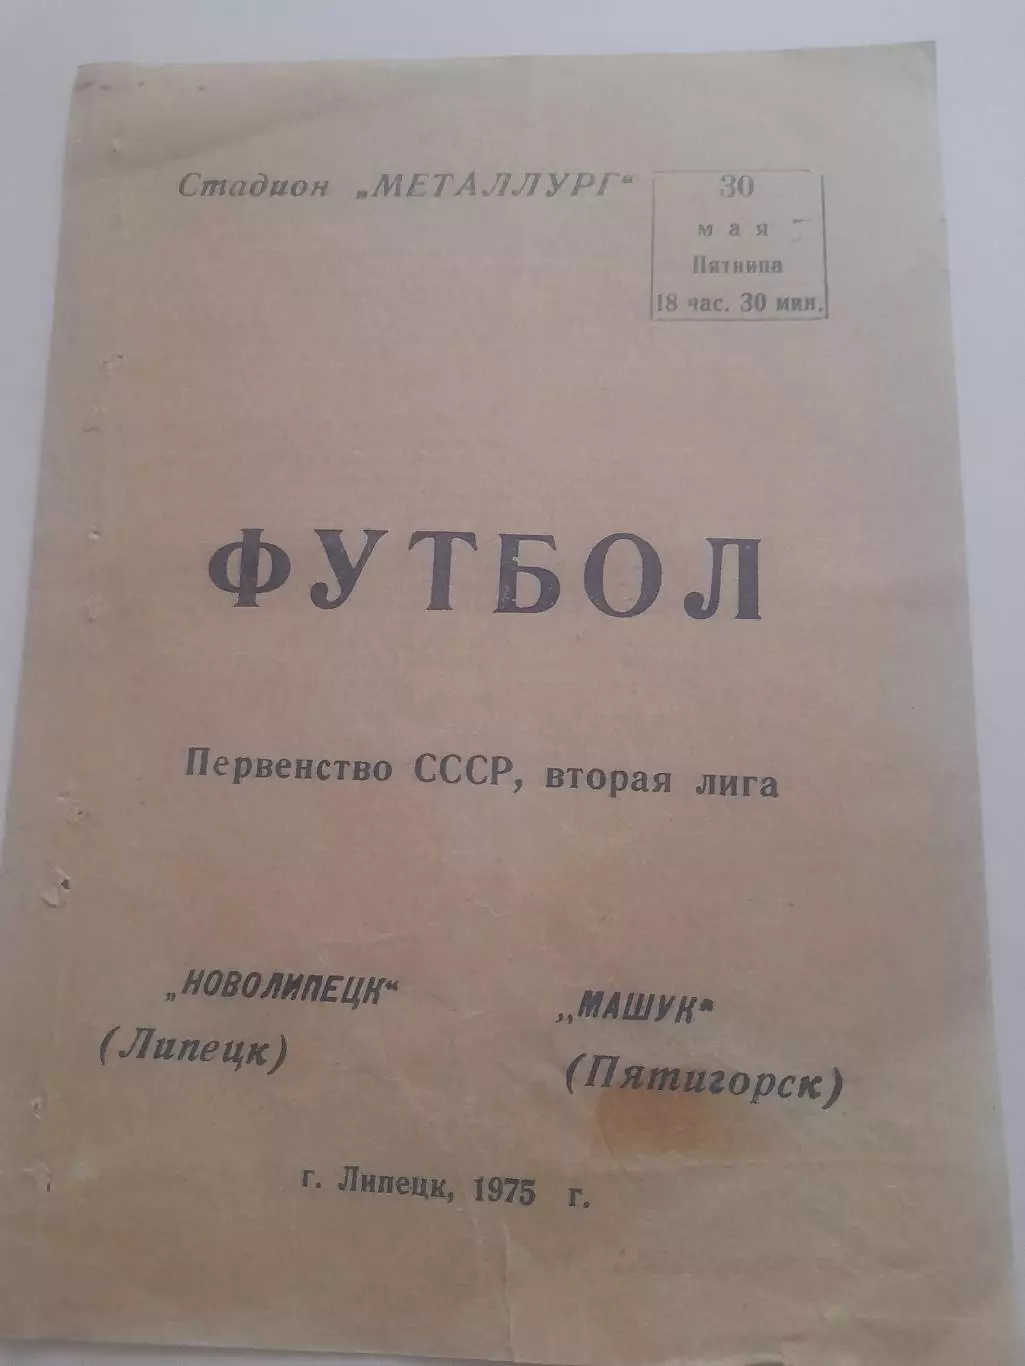 Стадион „МЕТАЛЛУРГ“
30
мая
Пятница
18 час. 30 мин.
ФУТБОЛ
Первенство СССР, вторая лига
„НОВОЛИПЕЦК“
(Липецк)
„МАШУК“
(Пятигорск)
г. Липецк, 1975 г.